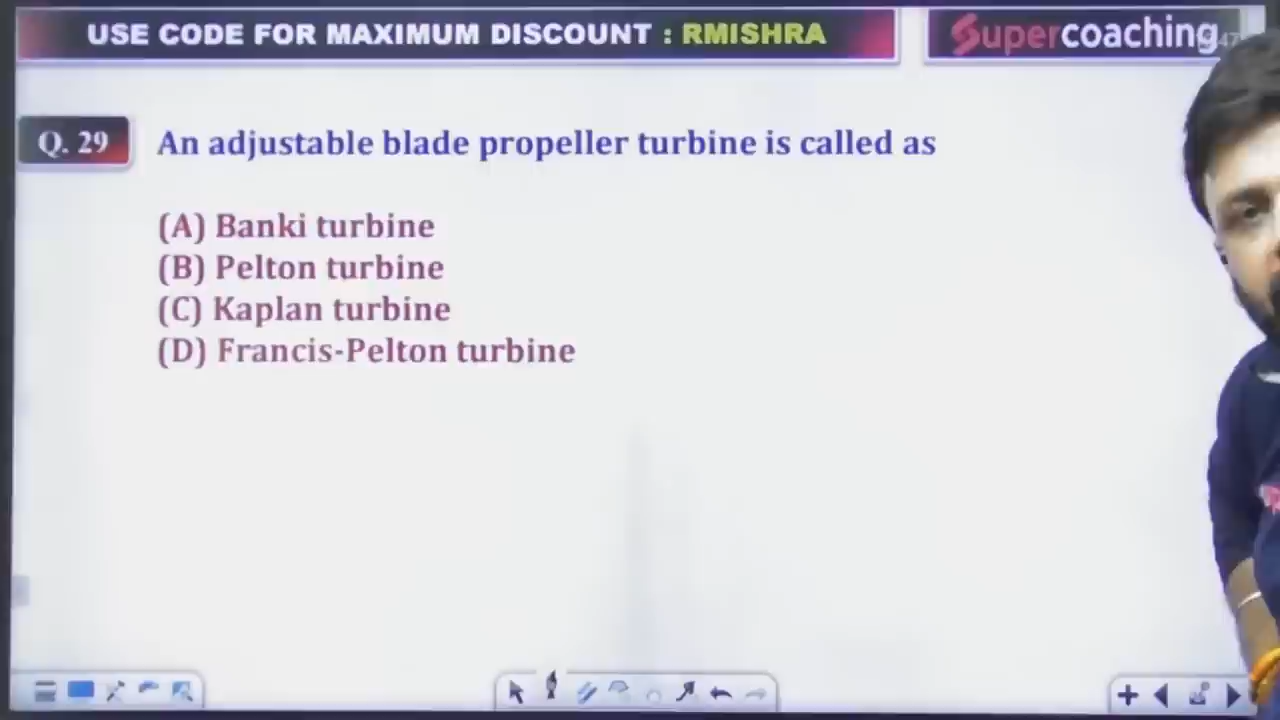 USE CODE FOR MAXIMUM DISCOUNT : RMISHRA
Supercoaching
Q. 29
An adjustable blade propeller turbine is called as
(A) Banki turbine
(B) Pelton turbine
(C) Kaplan turbine
(D) Francis-Pelton turbine